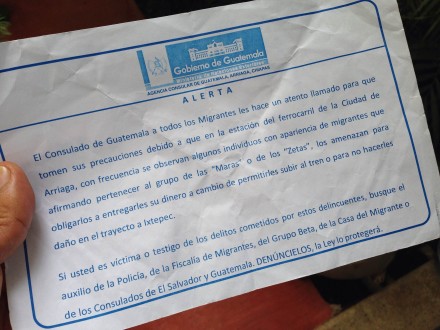 Gobierno de Guatemala
AGENCIA CONSULAR DE GUATEMALA, ARRIAGA, CHIAPAS
ALERTA
El Consulado de Guatemala a todos los Migrantes les hace un atento llamado para que
tomen sus precauciones debido a que en la estación del ferrocarril de la Ciudad de
Arriaga, con frecuencia se observan algunos individuos con apariencia de migrantes que
afirmando pertenecer al grupo de las “Maras” o de los “Zetas”, los amenazan para
obligarlos a entregarles su dinero a cambio de permitirles subir al tren o para no hacerles
daño en el trayecto a Ixtepec.
Si usted es víctima o testigo de los delitos cometidos por estos delincuentes, busque el
auxilio de la Policía, de la Fiscalía de Migrantes, del Grupo Beta, de la Casa del Migrante o
de los Consulados de El Salvador y Guatemala. DENÚNCIELOS, la Ley lo protegerá.